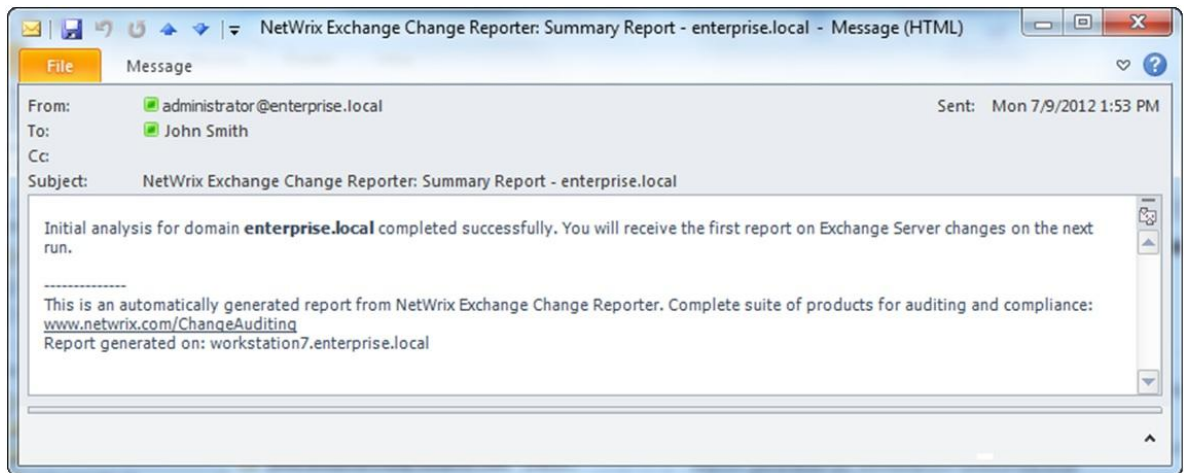 NetWrix Exchange Change Reporter: Summary Report - enterprise.local - Message (HTML)
File Message
From: administrator@enterprise.local Sent: Mon 7/9/2012 1:53 PM
To: John Smith
Cc:
Subject: NetWrix Exchange Change Reporter: Summary Report - enterprise.local
Initial analysis for domain enterprise.local completed successfully. You will receive the first report on Exchange Server changes on the next
run.
--------------
This is an automatically generated report from NetWrix Exchange Change Reporter. Complete suite of products for auditing and compliance:
www.netwrix.com/ChangeAuditing
Report generated on: workstation7.enterprise.local